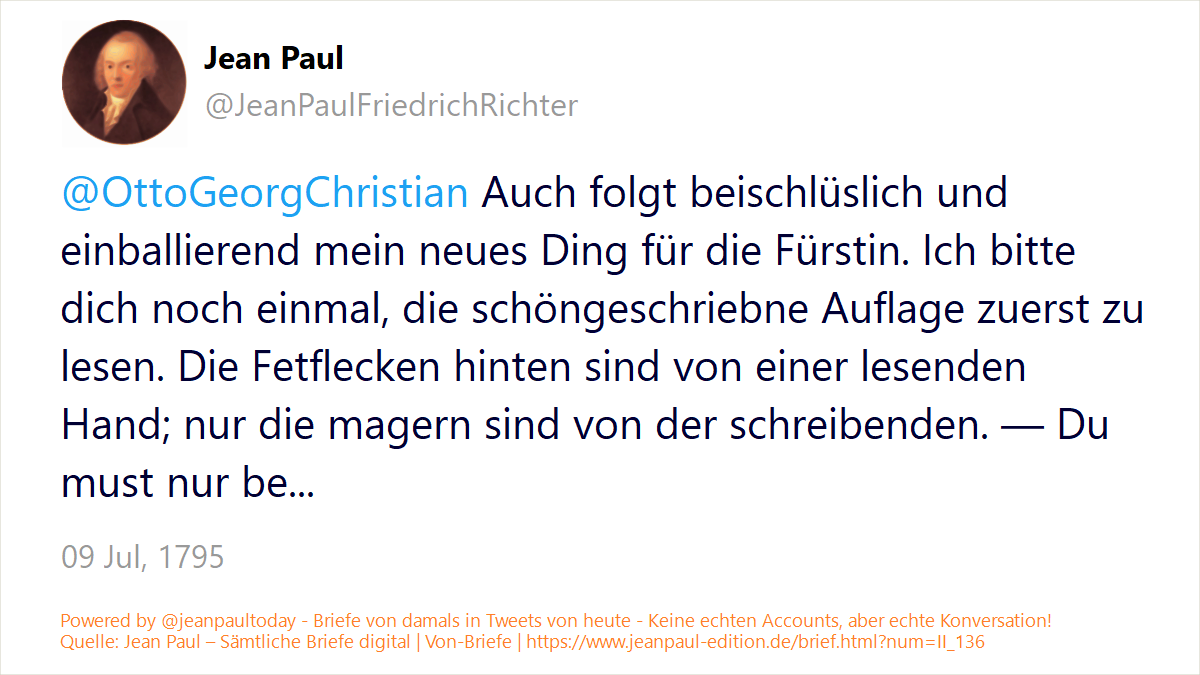 Jean Paul
@JeanPaulFriedrichRichter
@OttoGeorgChristian Auch folgt beischlüslich und
einballierend mein neues Ding für die Fürstin. Ich bitte
dich noch einmal, die schöngeschriebne Auflage zuerst zu
lesen. Die Fetflecken hinten sind von einer lesenden
Hand; nur die magern sind von der schreibenden. — Du
must nur be...
09 Jul, 1795
Powered by @jeanpaultoday - Briefe von damals in Tweets von heute - Keine echten Accounts, aber echte Konversation!
Quelle: Jean Paul – Sämtliche Briefe digital | Von-Briefe | https://www.jeanpaul-edition.de/brief.html?num=II_136